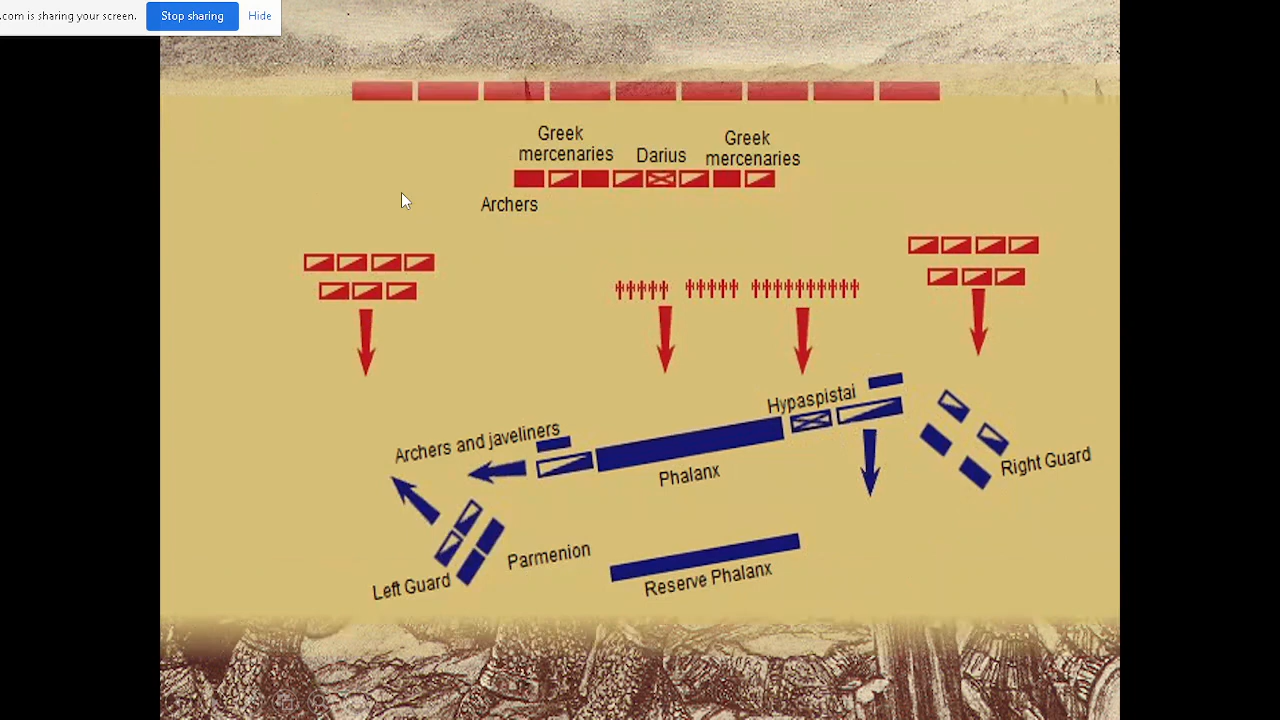 .com is sharing your screen.
Stop sharing
Hide
Greek
mercenaries
Darius
Greek
mercenaries
Archers
Hypaspistai
Archers and javeliners
Phalanx
Right Guard
Parmenion
Left Guard
Reserve Phalanx